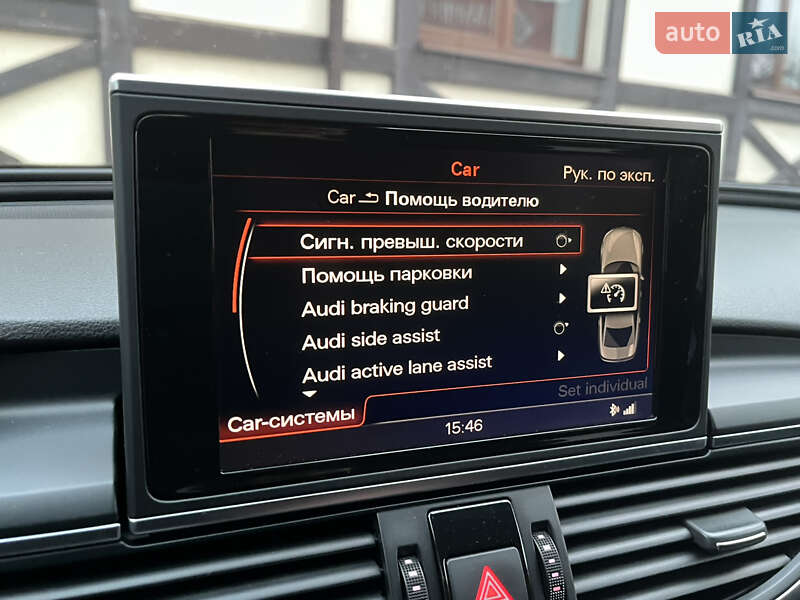 auto RIA .com
Car
Рук. по эксп.
Car Помощь водителю
Сигн. превыш. скорости
Помощь парковки
Audi braking guard
Audi side assist
Audi active lane assist
Set individual
Car-системы
15:46